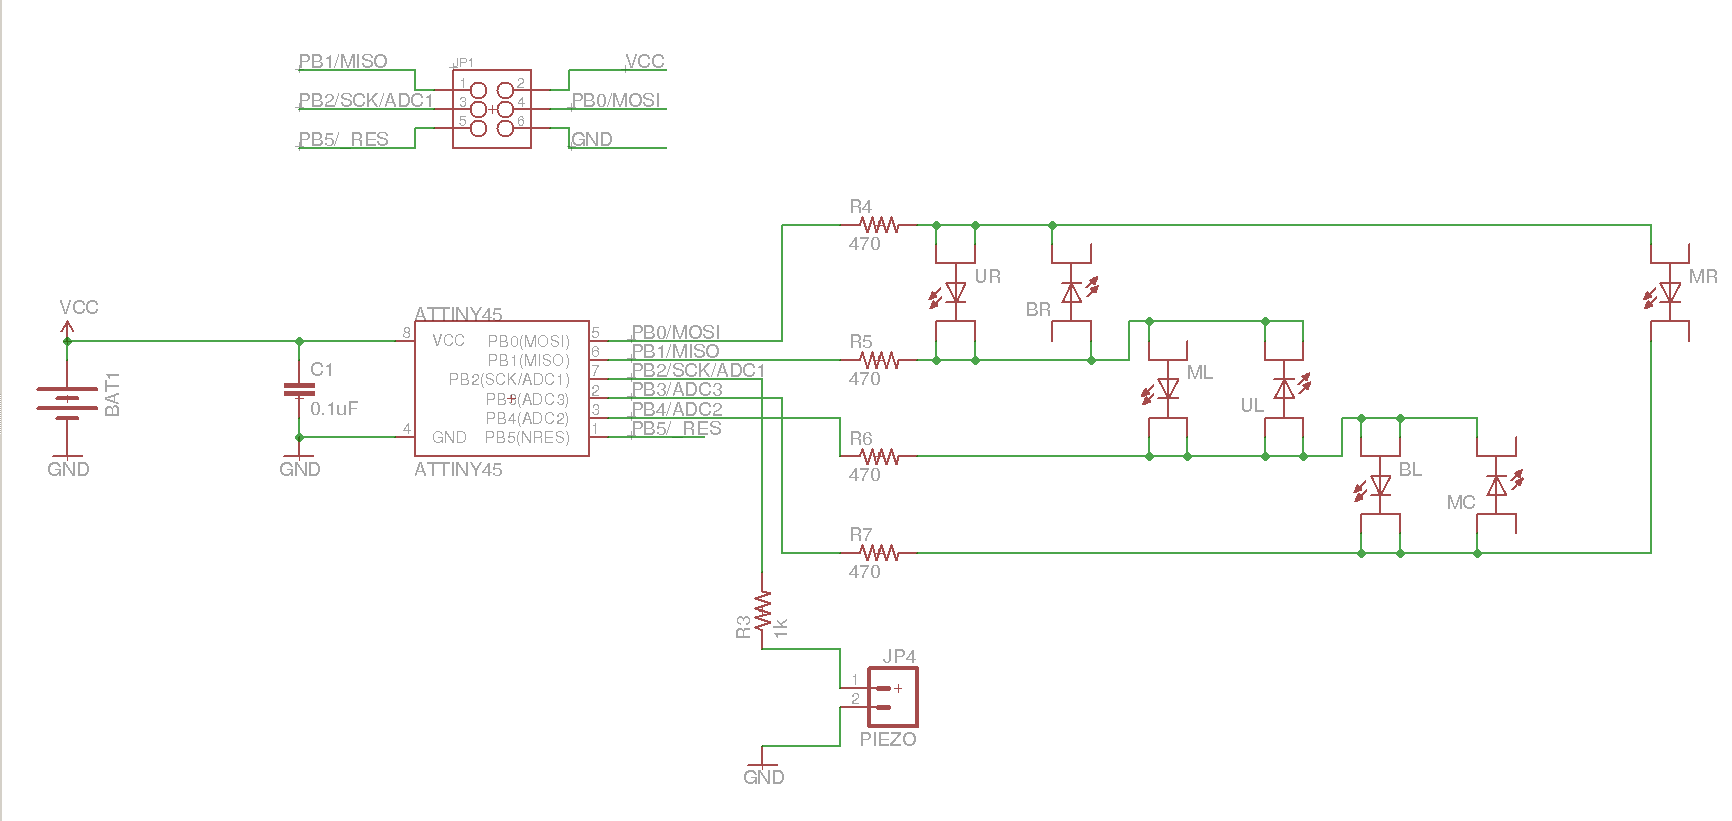 PB1/MISO
JP1
VCC
1
2
PB2/SCK/ADC1
3
4
PB0/MOSI
5
6
PB5/_RES
GND
R4
470
UR
BR
MR
VCC
ATTINY45
8
VCC
PB0(MOSI)
5
PB0/MOSI
PB1(MISO)
6
PB1/MISO
R5
470
PB2(SCK/ADC1)
7
PB2/SCK/ADC1
PB3(ADC3)
2
PB3/ADC3
PB4(ADC2)
3
PB4/ADC2
4
GND
PB5(NRES)
1
PB5/_RES
ATTINY45
BAT1
C1
0.1uF
GND
GND
ML
UL
R6
470
BL
MC
R7
470
R3
1k
JP4
1
+
2
PIEZO
GND